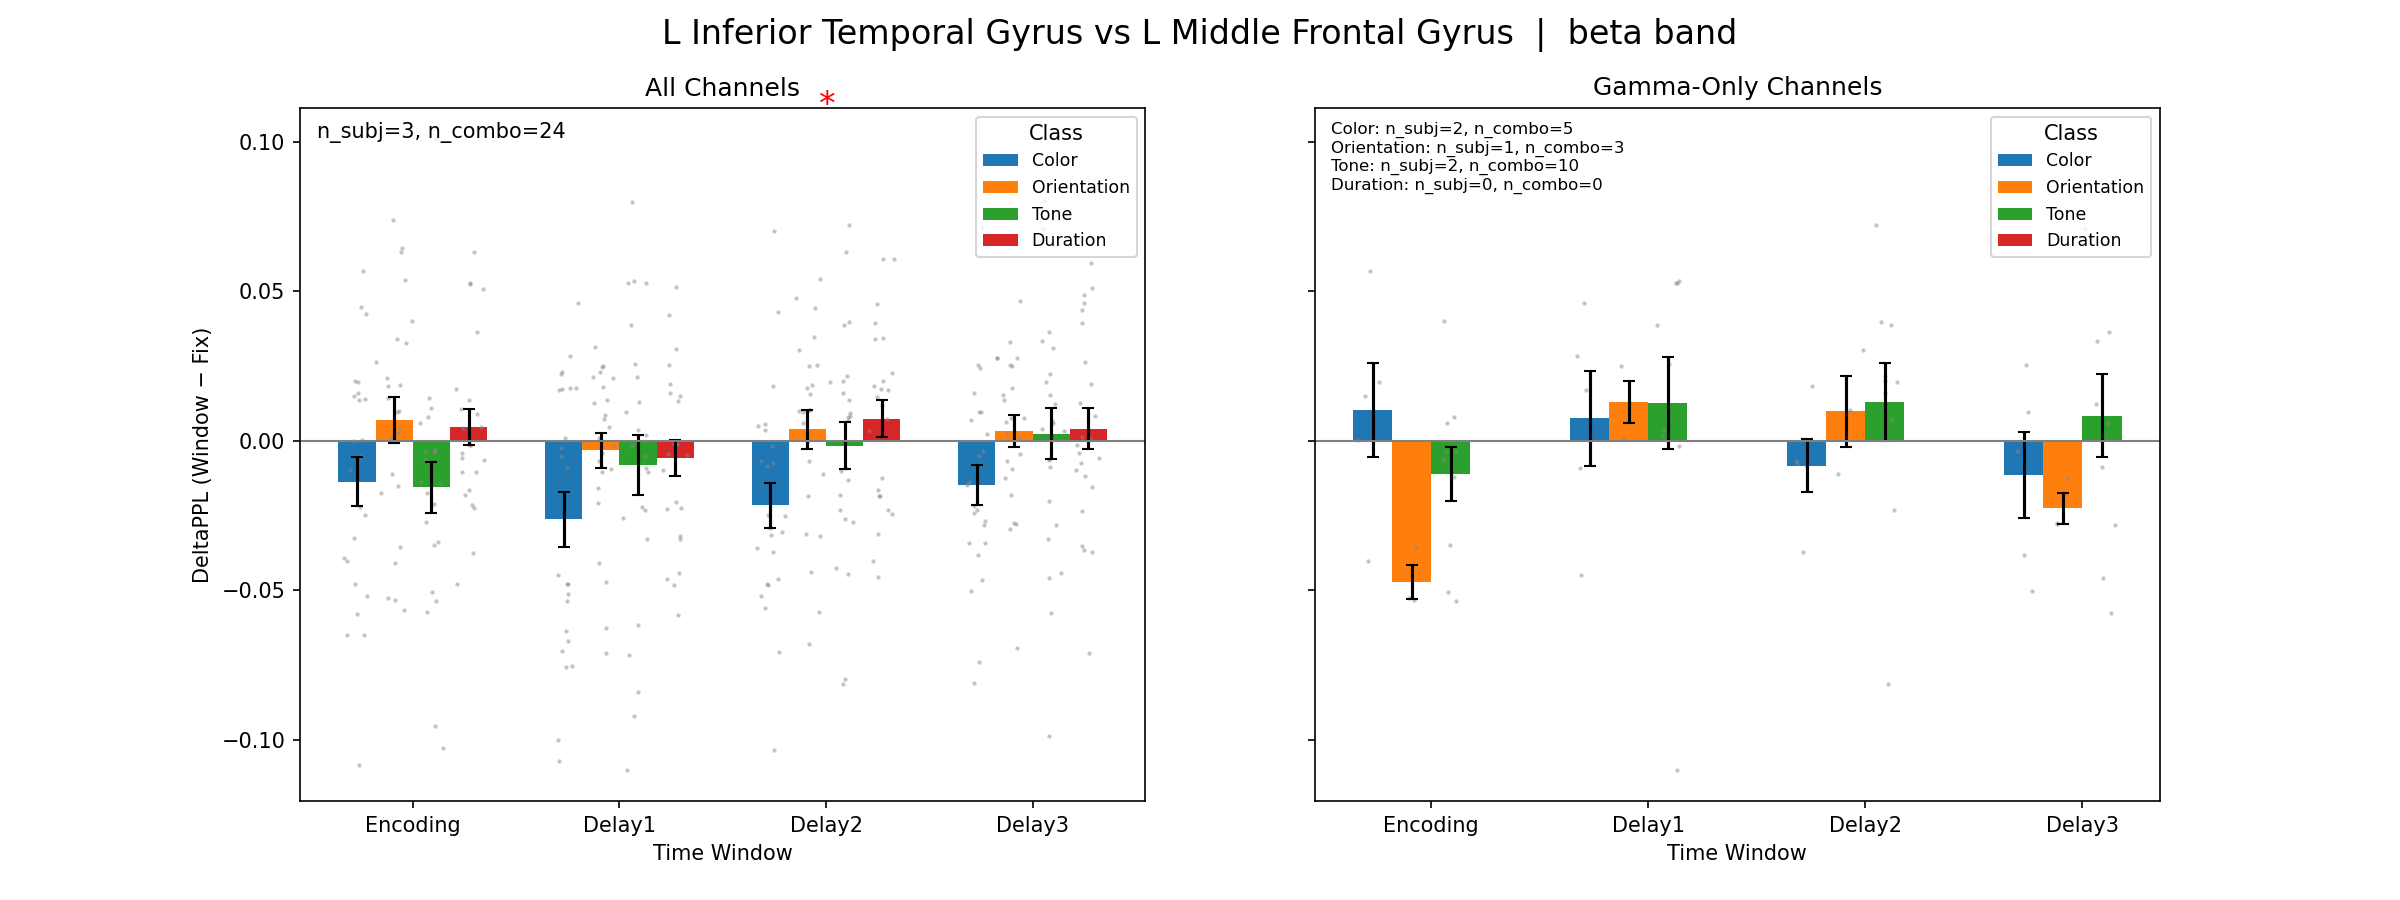 L Inferior Temporal Gyrus vs L Middle Frontal Gyrus | beta band
All Channels
*
n_subj=3, n_combo=24
Class
Color
Orientation
Tone
Duration
0.10
0.05
0.00
−0.05
−0.10
DeltaPPL (Window − Fix)
Encoding
Delay1
Delay2
Delay3
Time Window
Gamma-Only Channels
Color: n_subj=2, n_combo=5
Orientation: n_subj=1, n_combo=3
Tone: n_subj=2, n_combo=10
Duration: n_subj=0, n_combo=0
Class
Color
Orientation
Tone
Duration
Encoding
Delay1
Delay2
Delay3
Time Window